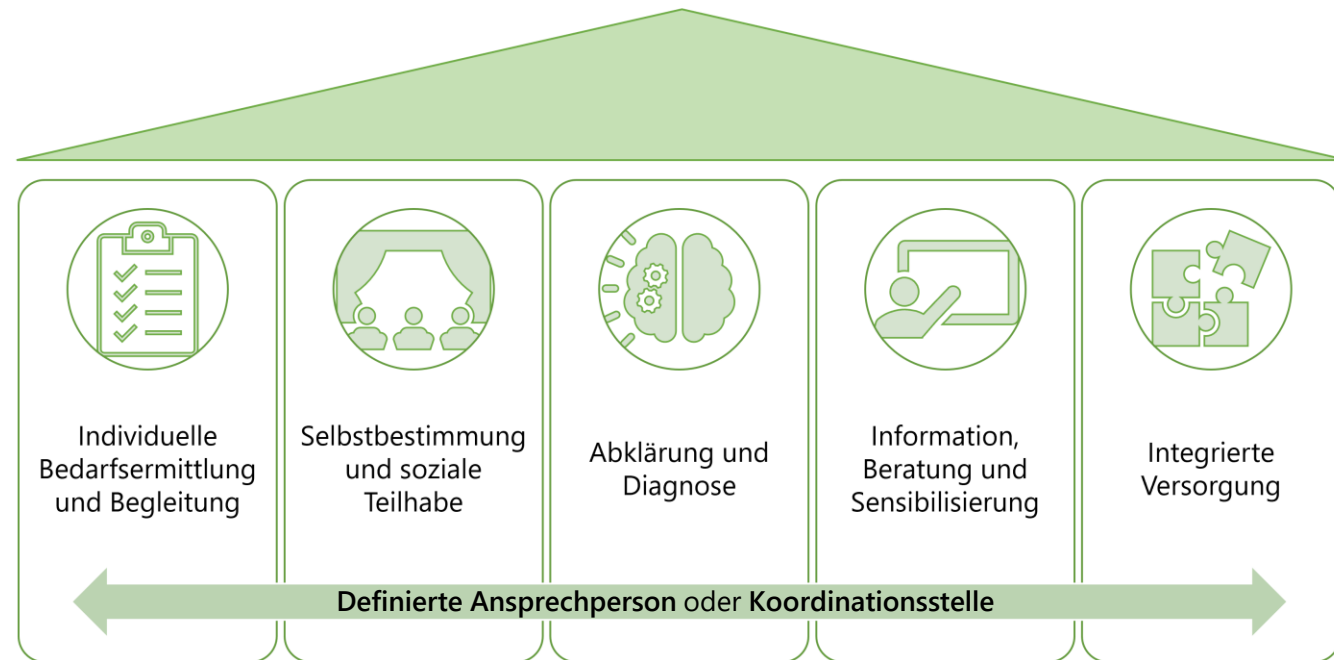 Individuelle
Bedarfsermittlung
und Begleitung
Selbstbestimmung
und soziale
Teilhabe
Abklärung und
Diagnose
Information,
Beratung und
Sensibilisierung
Integrierte
Versorgung
Definierte Ansprechperson oder Koordinationsstelle